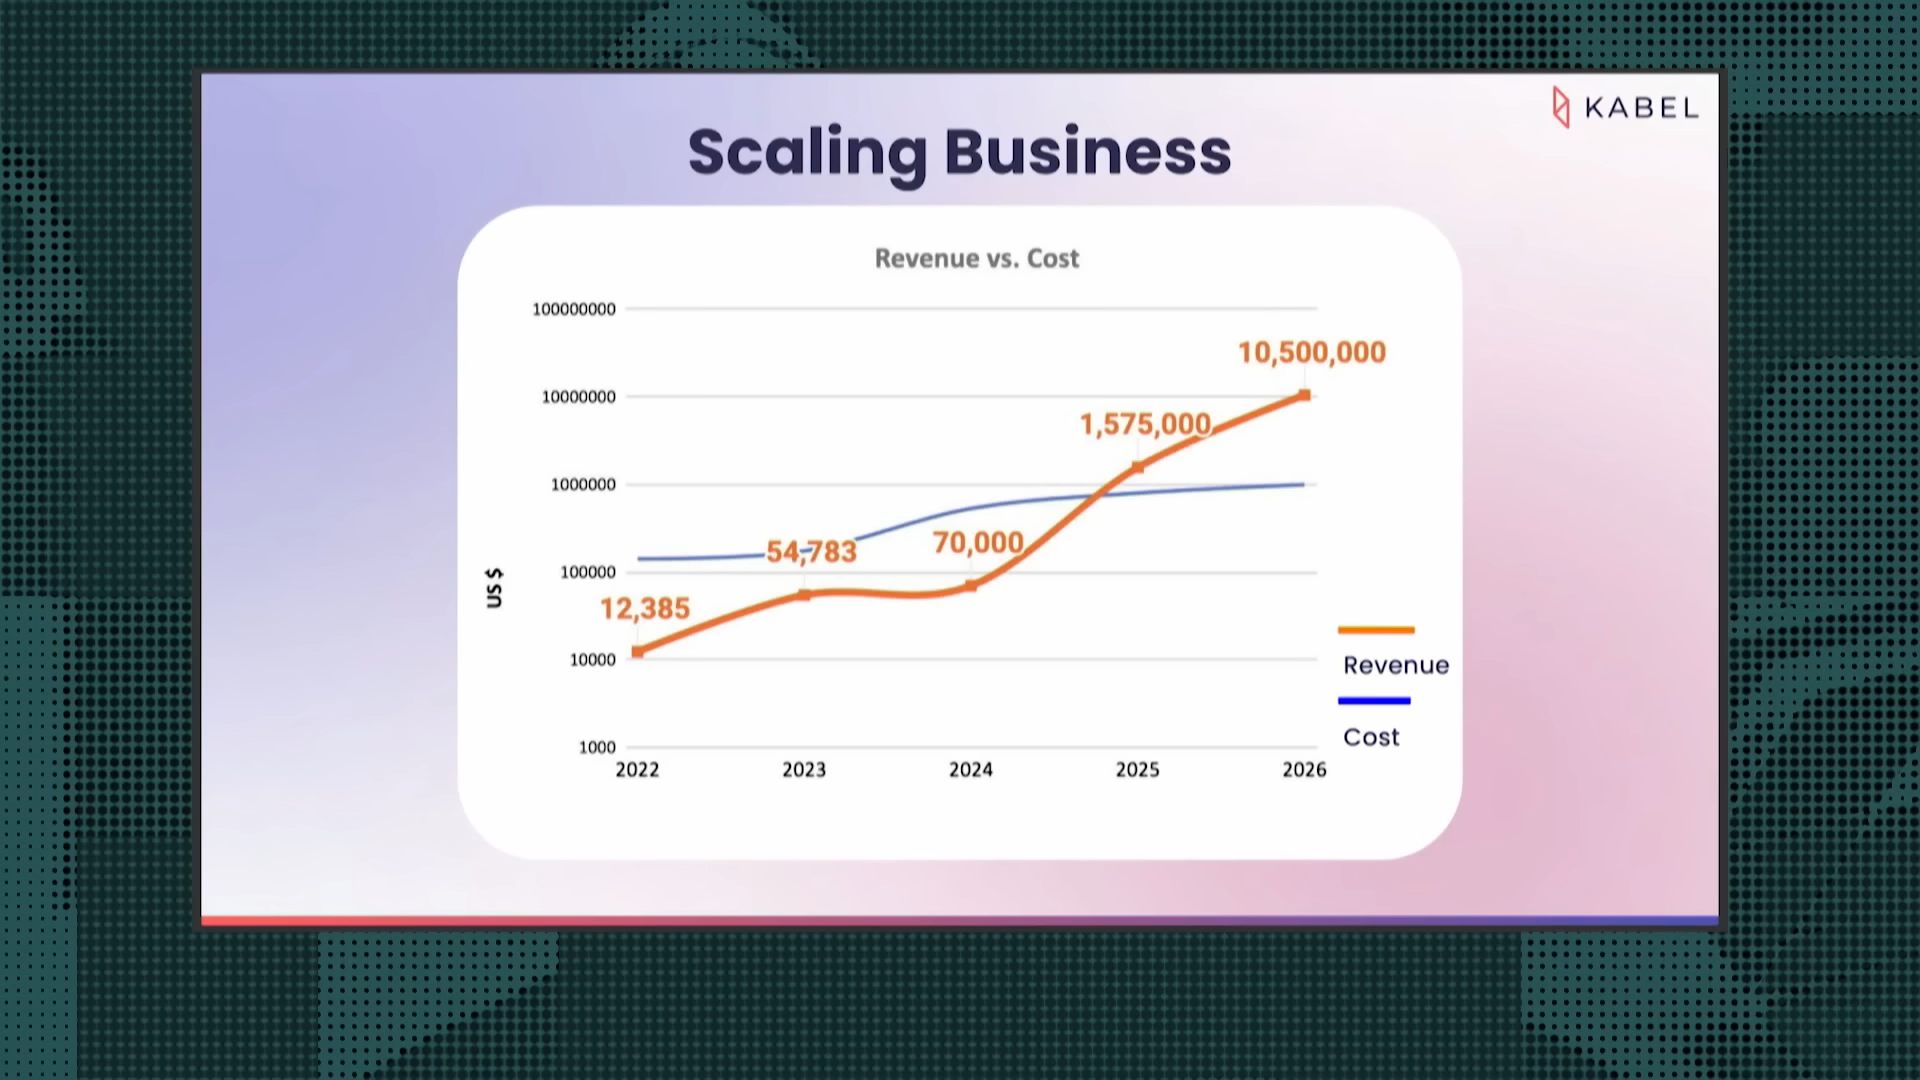 KABEL
Scaling Business
Revenue vs. Cost
100000000
10,500,000
10000000
1,575,000
1000000
54,783
70,000
100000
US $
12,385
10000
Revenue
Cost
1000
2022 2023 2024 2025 2026